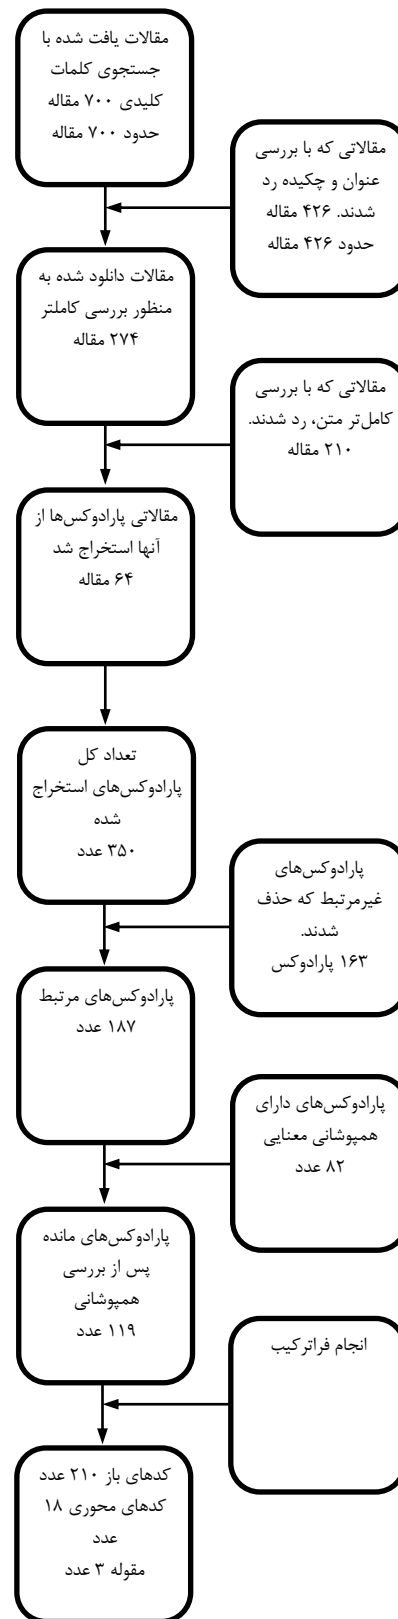 مقالات یافت شده با
جستجوی کلمات
کلیدی ۷۰۰ مقاله
حدود ۷۰۰ مقاله
مقالاتی که با بررسی
عنوان و چکیده رد
شدند. ۴۲۶ مقاله
حدود ۴۲۶ مقاله
مقالات دانلود شده به
منظور بررسی کاملتر
۲۷۴ مقاله
مقالاتی که با بررسی
کامل‌تر متن، رد شدند.
۲۱۰ مقاله
مقالاتی پارادوکس‌ها از
آنها استخراج شد
۶۴ مقاله
تعداد کل
پارادوکس‌های استخراج
شده
۳۵۰ عدد
پارادوکس‌های
غیرمرتبط که حذف
شدند.
۱۶۳ پارادوکس
پارادوکس‌های مرتبط
۱۸۷ عدد
پارادوکس‌های دارای
همپوشانی معنایی
۸۲ عدد
پارادوکس‌های مانده
پس از بررسی
همپوشانی
۱۱۹ عدد
انجام فراترکیب
کدهای باز ۲۱۰ عدد
کدهای محوری ۱۸
عدد
مقوله ۳ عدد